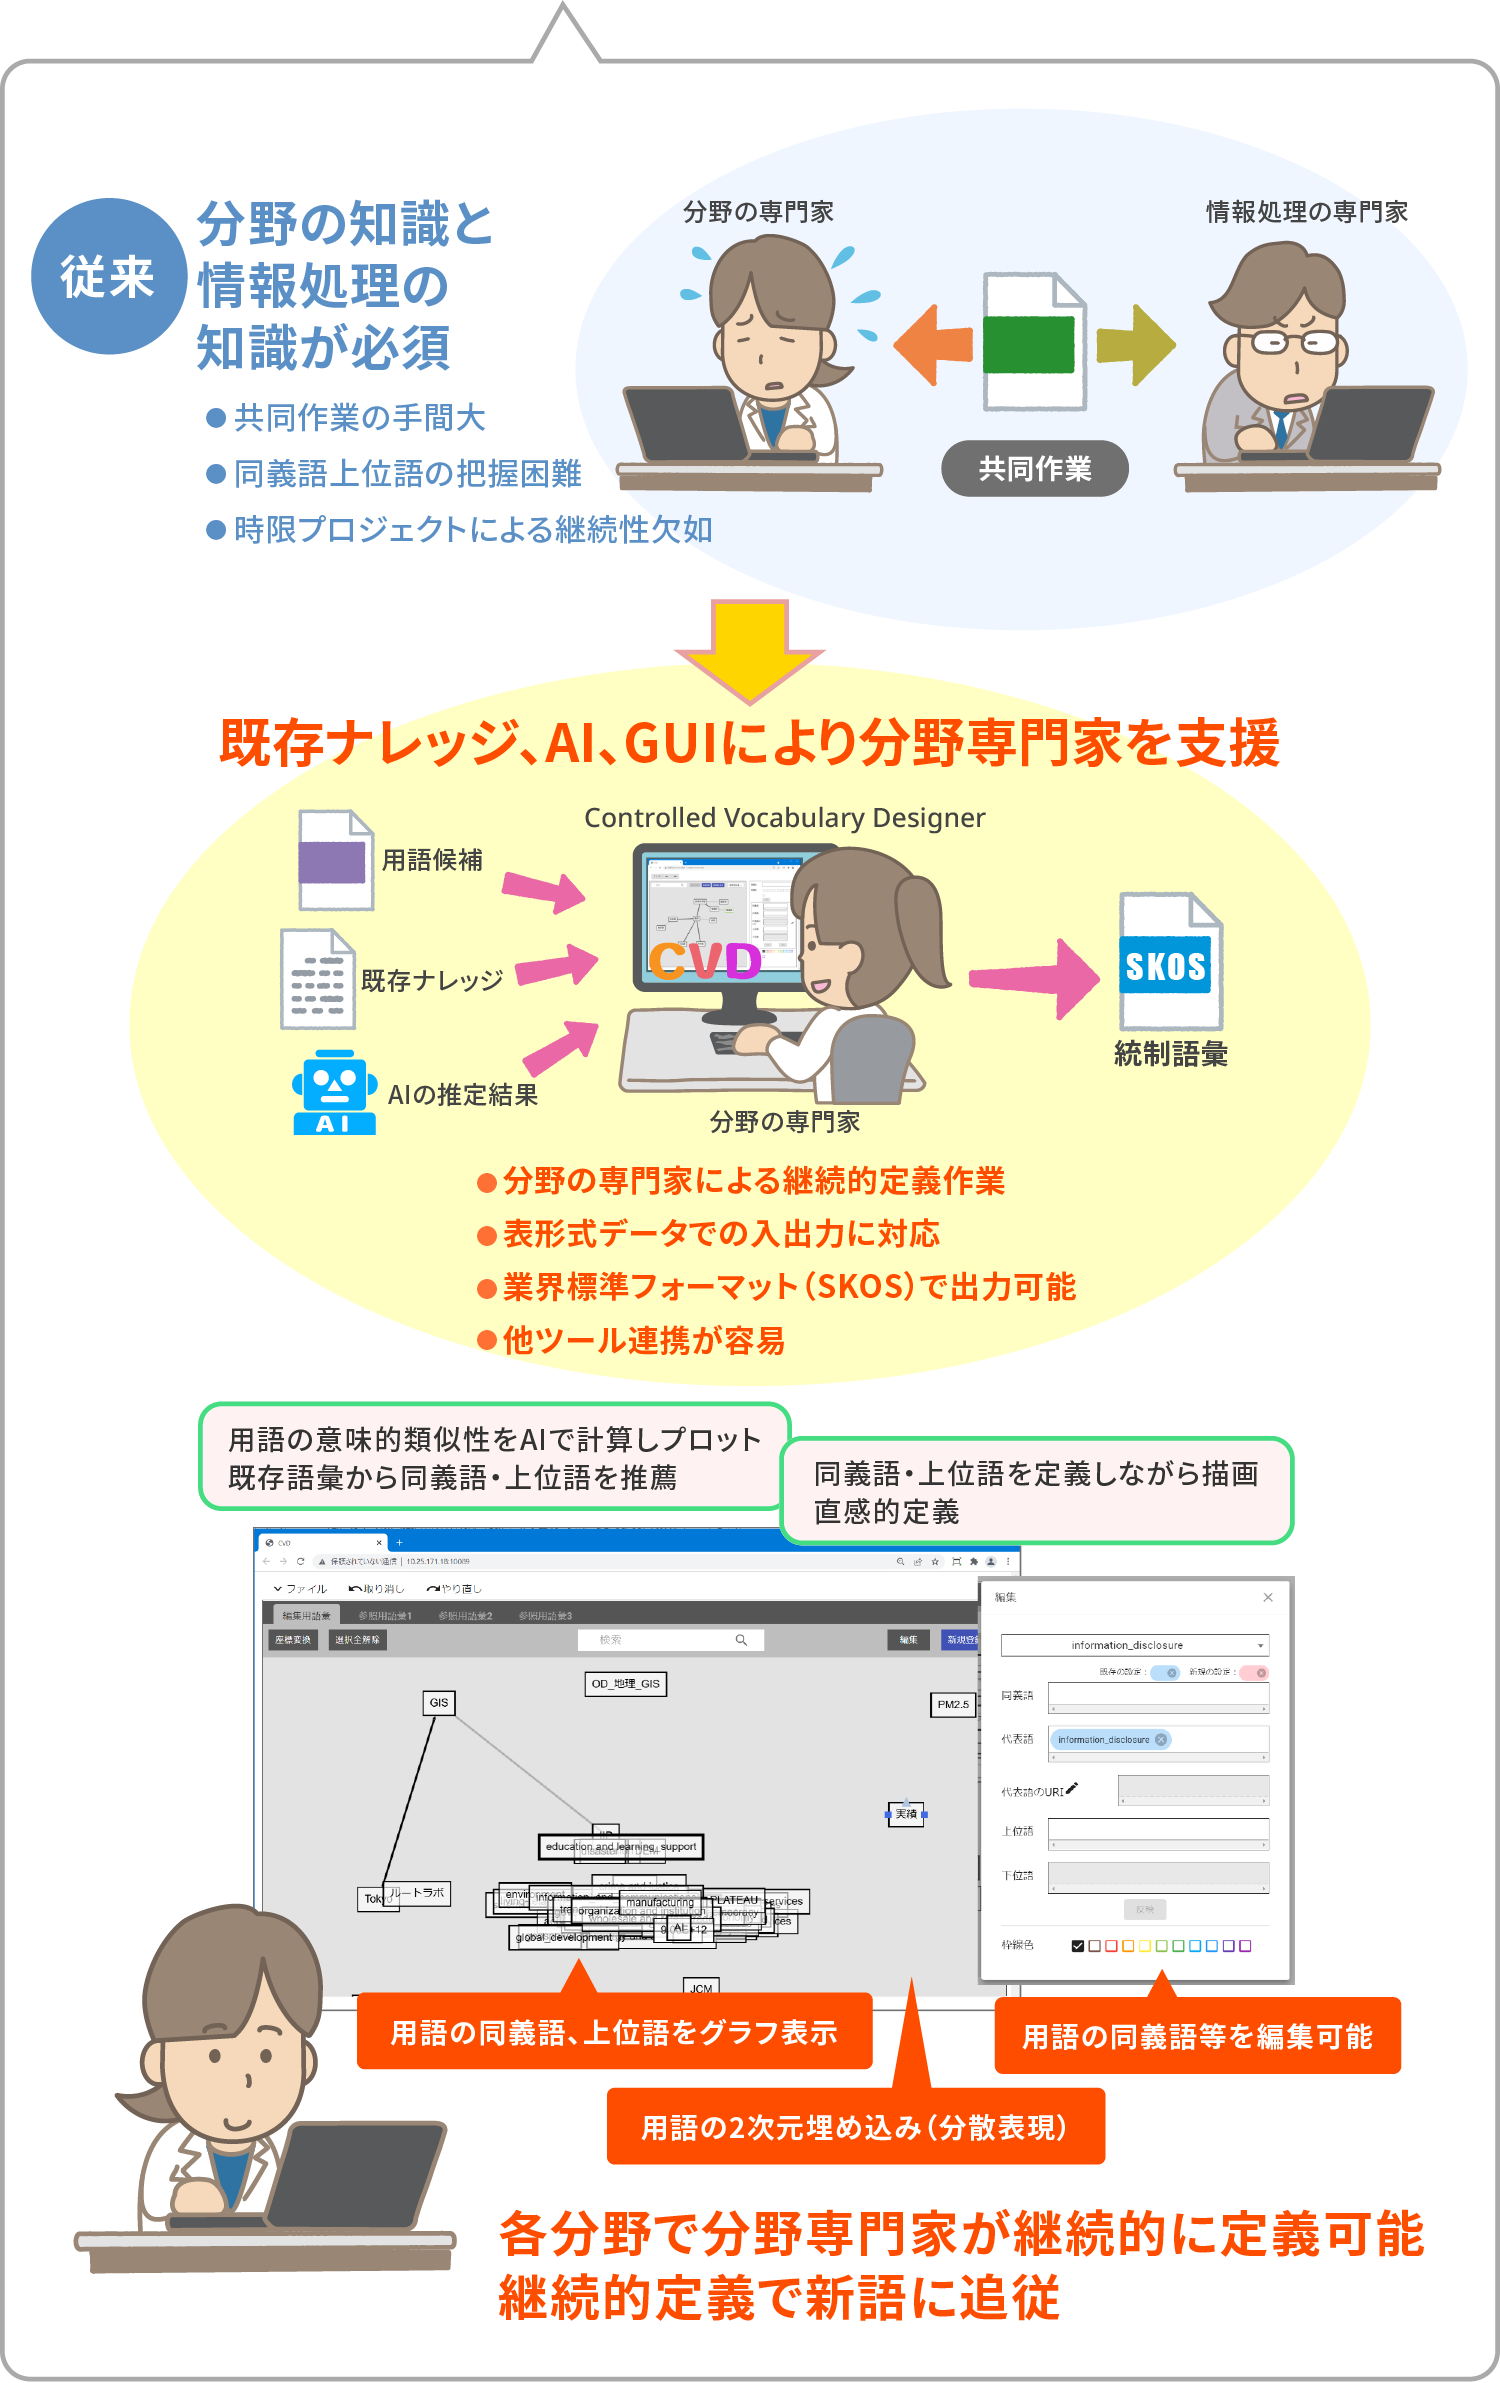 従来
分野の知識と
情報処理の
知識が必須
●共同作業の手間大
●同義語上位語の把握困難
●時限プロジェクトによる継続性欠如
分野の専門家
情報処理の専門家
共同作業
既存ナレッジ、AI、GUIにより分野専門家を支援
Controlled Vocabulary Designer
用語候補
既存ナレッジ
AIの推定結果
AI
CVD
分野の専門家
SKOS
統制語彙
●分野の専門家による継続的定義作業
●表形式データでの入出力に対応
●業界標準フォーマット（SKOS）で出力可能
●他ツール連携が容易
用語の意味的類似性をAIで計算しプロット
既存語彙から同義語・上位語を推薦
同義語・上位語を定義しながら描画
直感的定義
CVD
保護されていない通信 | 10.25.171.18:10089
ファイル 取り消し やり直し
編集用語彙 参照用語彙1 参照用語彙2 参照用語彙3
座標変換 選択全解除 検索 編集 新規登
OD_地理_GIS
GIS
PM2.5
実績
education and learning_support
Tokyo
ルートラボ
manufacturing
PLATEAU
services
global_development
AI
JCM
編集
information_disclosure
既存の設定： 新規の設定：
同義語
代表語 information_disclosure
代表語のURI
上位語
下位語
反映
枠線色
用語の同義語、上位語をグラフ表示
用語の同義語等を編集可能
用語の2次元埋め込み（分散表現）
各分野で分野専門家が継続的に定義可能
継続的定義で新語に追従